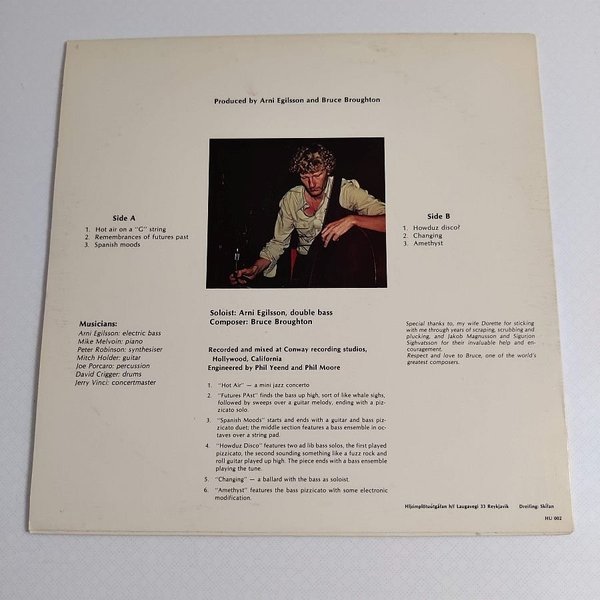 Produced by Arni Egilsson and Bruce Broughton
Side A
1. Hot air on a "G" string
2. Remembrances of futures past
3. Spanish moods
Side B
1. Howduz disco?
2. Changing
3. Amethyst
Soloist: Arni Egilsson, double bass
Composer: Bruce Broughton
Musicians:
Arni Egilsson: electric bass
Mike Melvoin: piano
Peter Robinson: synthesiser
Mitch Holder: guitar
Joe Porcaro: percussion
David Crigger: drums
Jerry Vinci: concertmaster
Recorded and mixed at Conway recording studios,
Hollywood, California
Engineered by Phil Yeend and Phil Moore
1. "Hot Air" — a mini jazz concerto
2. "Futures PAst" finds the bass up high, sort of like whale sighs,
followed by sweeps over a guitar melody, ending with a piz-
zicato solo.
3. "Spanish Moods" starts and ends with a guitar and bass piz-
zicato duet; the middle section features a bass ensemble in oc-
taves over a string pad.
4. "Howduz Disco" features two ad lib bass solos, the first played
pizzicato, the second sounding something like a fuzz rock and
roll guitar played up high. The piece ends with a bass ensemble
playing the tune.
5. "Changing" — a ballard with the bass as soloist.
6. "Amethyst" features the bass pizzicato with some electronic
modification.
Special thanks to, my wife Dorette for sticking
with me through years of scraping, scrubbing and
plucking, and Jakob Magnusson and Sigurjon
Sighvatsson for their invaluable help and en-
couragement.
Respect and love to Bruce, one of the world's
greatest composers.
Hljómplötuútgáfan h/f Laugavegi 33 Reykjavik Dreifing: Skífan
HU 002